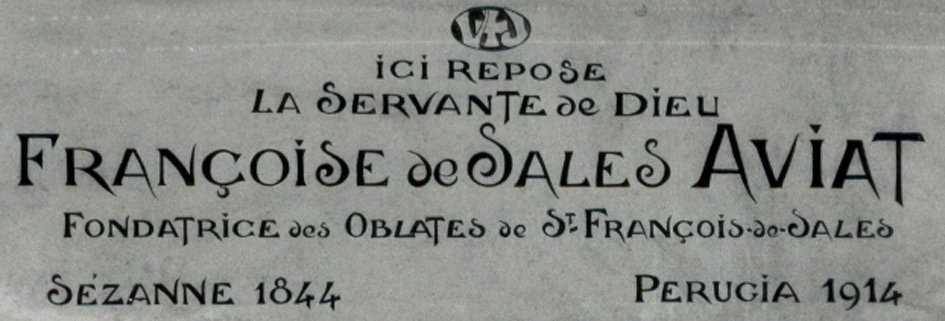 V+J
ICI REPOSE
LA SERVANTE de DIEU
FRANÇOISE de SALES AVIAT
FONDATRICE des OBLATES de ST. FRANÇOIS-de-SALES
SÉZANNE 1844 PERUGIA 1914